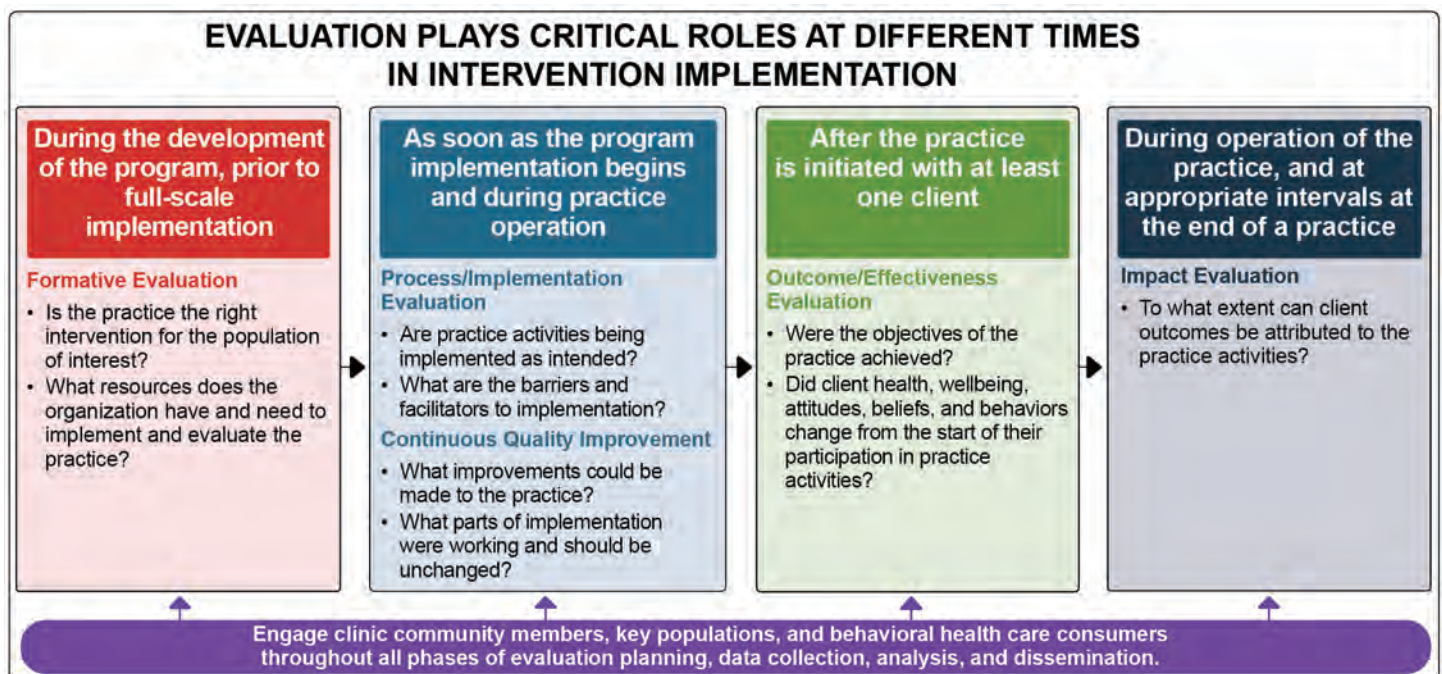 EVALUATION PLAYS CRITICAL ROLES AT DIFFERENT TIMES
IN INTERVENTION IMPLEMENTATION
During the development
of the program, prior to
full-scale
implementation
Formative Evaluation
• Is the practice the right
intervention for the population
of interest?
• What resources does the
organization have and need to
implement and evaluate the
practice?
As soon as the program
implementation begins
and during practice
operation
Process/Implementation
Evaluation
• Are practice activities being
implemented as intended?
• What are the barriers and
facilitators to implementation?
Continuous Quality Improvement
• What improvements could be
made to the practice?
• What parts of implementation
were working and should be
unchanged?
After the practice
is initiated with at least
one client
Outcome/Effectiveness
Evaluation
• Were the objectives of the
practice achieved?
• Did client health, wellbeing,
attitudes, beliefs, and behaviors
change from the start of their
participation in practice
activities?
During operation of the
practice, and at
appropriate intervals at
the end of a practice
Impact Evaluation
• To what extent can client
outcomes be attributed to the
practice activities?
Engage clinic community members, key populations, and behavioral health care consumers
throughout all phases of evaluation planning, data collection, analysis, and dissemination.